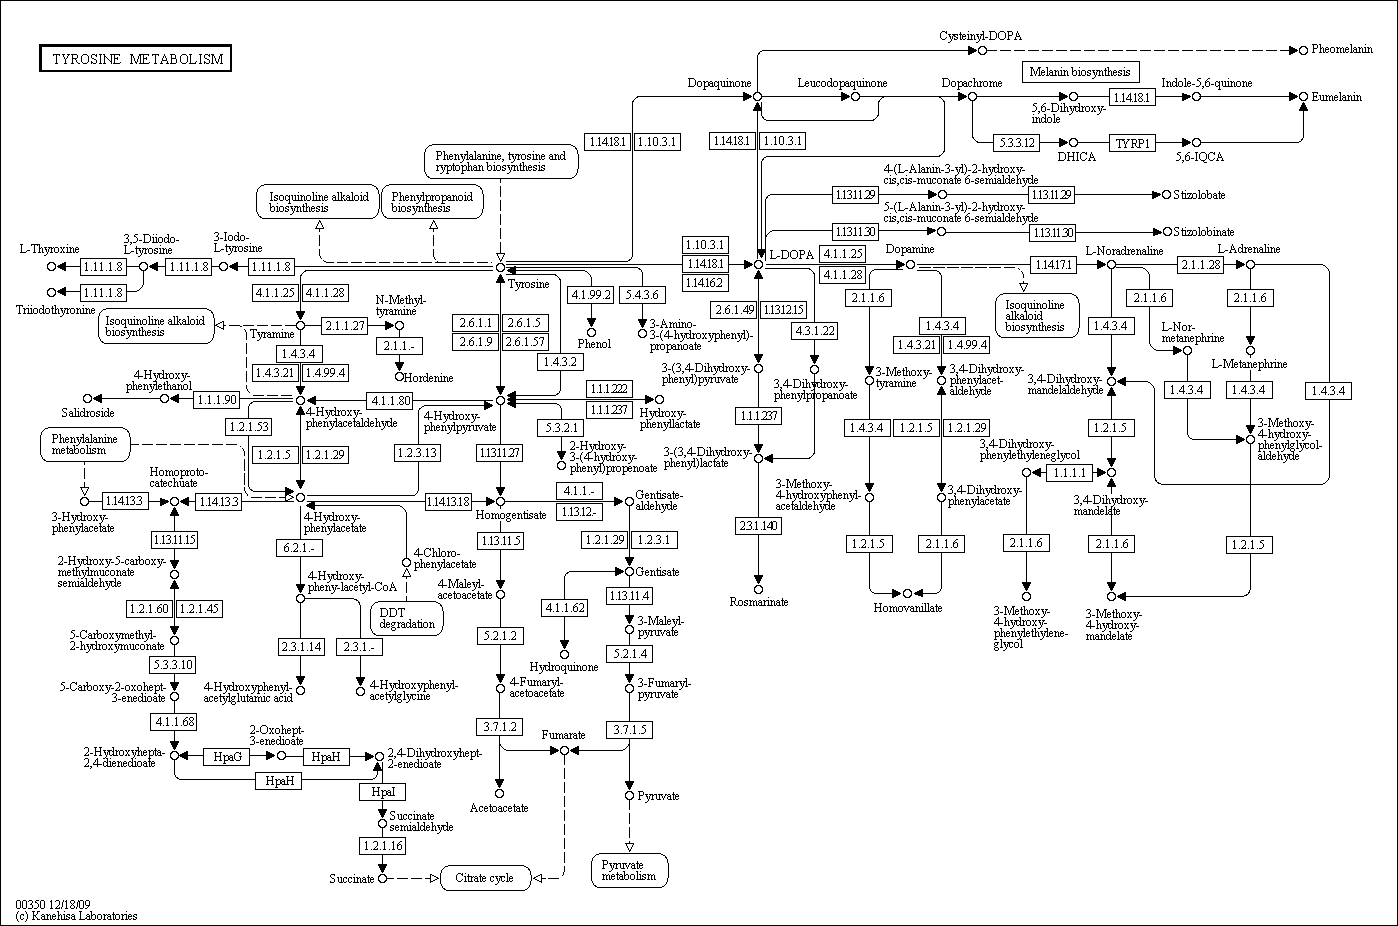 TYROSINE METABOLISM
Cysteinyl-DOPA
Pheomelanin
Melanin biosynthesis
Dopaquinone
Leucodopaquinone
Dopachrome
Indole-5,6-quinone
1.14.18.1
Eumelanin
5,6-Dihydroxy-
indole
1.14.18.1
1.10.3.1
1.14.18.1
1.10.3.1
5.3.3.12
TYRP1
DHICA
5,6-IQCA
Phenylalanine, tyrosine and
ryptophan biosynthesis
4-(L-Alanin-3-yl)-2-hydroxy-
cis,cis-muconate 6-semialdehyde
Isoquinoline alkaloid
biosynthesis
Phenylpropanoid
biosynthesis
1.13.11.29
1.13.11.29
Stizolobate
5-(L-Alanin-3-yl)-2-hydroxy-
cis,cis-muconate 6-semialdehyde
1.13.11.30
1.13.11.30
Stizolobinate
L-Thyroxine
3,5-Diiodo-
L-tyrosine
3-Iodo-
L-tyrosine
1.10.3.1
1.14.18.1
1.14.16.2
L-DOPA
4.1.1.25
4.1.1.28
Dopamine
L-Noradrenaline
L-Adrenaline
1.11.1.8
1.11.1.8
1.11.1.8
1.14.17.1
2.1.1.28
Tyrosine
1.11.1.8
Triiodothyronine
4.1.1.25
4.1.1.28
N-Methyl-
tyramine
4.1.99.2
5.4.3.6
2.6.1.49
1.13.12.15
2.1.1.6
Isoquinoline
alkaloid
biosynthesis
2.1.1.6
2.1.1.6
Isoquinoline alkaloid
biosynthesis
Tyramine
2.1.1.27
2.6.1.1
2.6.1.5
2.6.1.9
2.6.1.57
Phenol
3-Amino-
3-(4-hydroxyphenyl)-
propanoate
4.3.1.22
1.4.3.4
1.4.3.21
1.4.99.4
1.4.3.4
L-Nor-
metanephrine
L-Metanephrine
2.1.1.-
1.4.3.4
1.4.3.21
1.4.99.4
1.4.3.2
Hordenine
4-Hydroxy-
phenylethanol
3-(3,4-Dihydroxy-
phenyl)pyruvate
3,4-Dihydroxy-
phenylpropanoate
3-Methoxy-
tyramine
3,4-Dihydroxy-
phenylacet-
aldehyde
3,4-Dihydroxy-
mandelaldehyde
1.4.3.4
1.4.3.4
1.4.3.4
Salidroside
1.1.1.90
4-Hydroxy-
phenylacetaldehyde
4.1.1.80
4-Hydroxy-
phenylpyruvate
1.1.1.222
1.1.1.237
Hydroxy-
phenyllactate
1.1.1.237
1.2.1.53
5.3.2.1
1.4.3.4
1.2.1.5
1.2.1.29
1.2.1.5
3-Methoxy-
4-hydroxy-
phenylglycol-
aldehyde
Phenylalanine
metabolism
1.2.1.5
1.2.1.29
1.2.3.13
1.13.11.27
2-Hydroxy-
3-(4-hydroxy-
phenyl)propenoate
3-(3,4-Dihydroxy-
phenyl)lactate
3,4-Dihydroxy-
phenylethyleneglycol
1.1.1.1
Homoproto-
catechuate
1.14.13.3
1.14.13.3
3-Hydroxy-
phenylacetate
4-Hydroxy-
phenylacetate
1.14.13.18
Homogentisate
4.1.1.-
1.13.12.-
Gentisate-
aldehyde
3-Methoxy-
4-hydroxyphenyl-
acetaldehyde
3,4-Dihydroxy-
phenylacetate
3,4-Dihydroxy-
mandelate
1.13.11.15
6.2.1.-
1.13.11.5
1.2.1.29
1.2.3.1
2.3.1.140
1.2.1.5
2.1.1.6
2.1.1.6
2.1.1.6
1.2.1.5
2-Hydroxy-5-carboxy-
methylmuconate
semialdehyde
4-Chloro-
phenylacetate
4-Hydroxy-
pheny-lacetyl-CoA
4-Maleyl-
acetoacetate
Gentisate
1.2.1.60
1.2.1.45
DDT
degradation
4.1.1.62
1.13.11.4
Rosmarinate
Homovanillate
3-Methoxy-
4-hydroxy-
phenylethylene-
glycol
3-Methoxy-
4-hydroxy-
mandelate
5-Carboxymethyl-
2-hydroxymuconate
2.3.1.14
2.3.1.-
5.2.1.2
3-Maleyl-
pyruvate
5.3.3.10
Hydroquinone
5.2.1.4
5-Carboxy-2-oxohept-
3-enedioate
4-Hydroxyphenyl-
acetylglutamic acid
4-Hydroxyphenyl-
acetylglycine
4-Fumaryl-
acetoacetate
3-Fumaryl-
pyruvate
4.1.1.68
3.7.1.2
Fumarate
3.7.1.5
2-Hydroxyhepta-
2,4-dienedioate
HpaG
2-Oxohept-
3-enedioate
HpaH
2,4-Dihydroxyhept-
2-enedioate
HpaH
HpaI
Acetoacetate
Pyruvate
Succinate
semialdehyde
1.2.1.16
Succinate
Citrate cycle
Pyruvate
metabolism
00350 12/18/09
(c) Kanehisa Laboratories